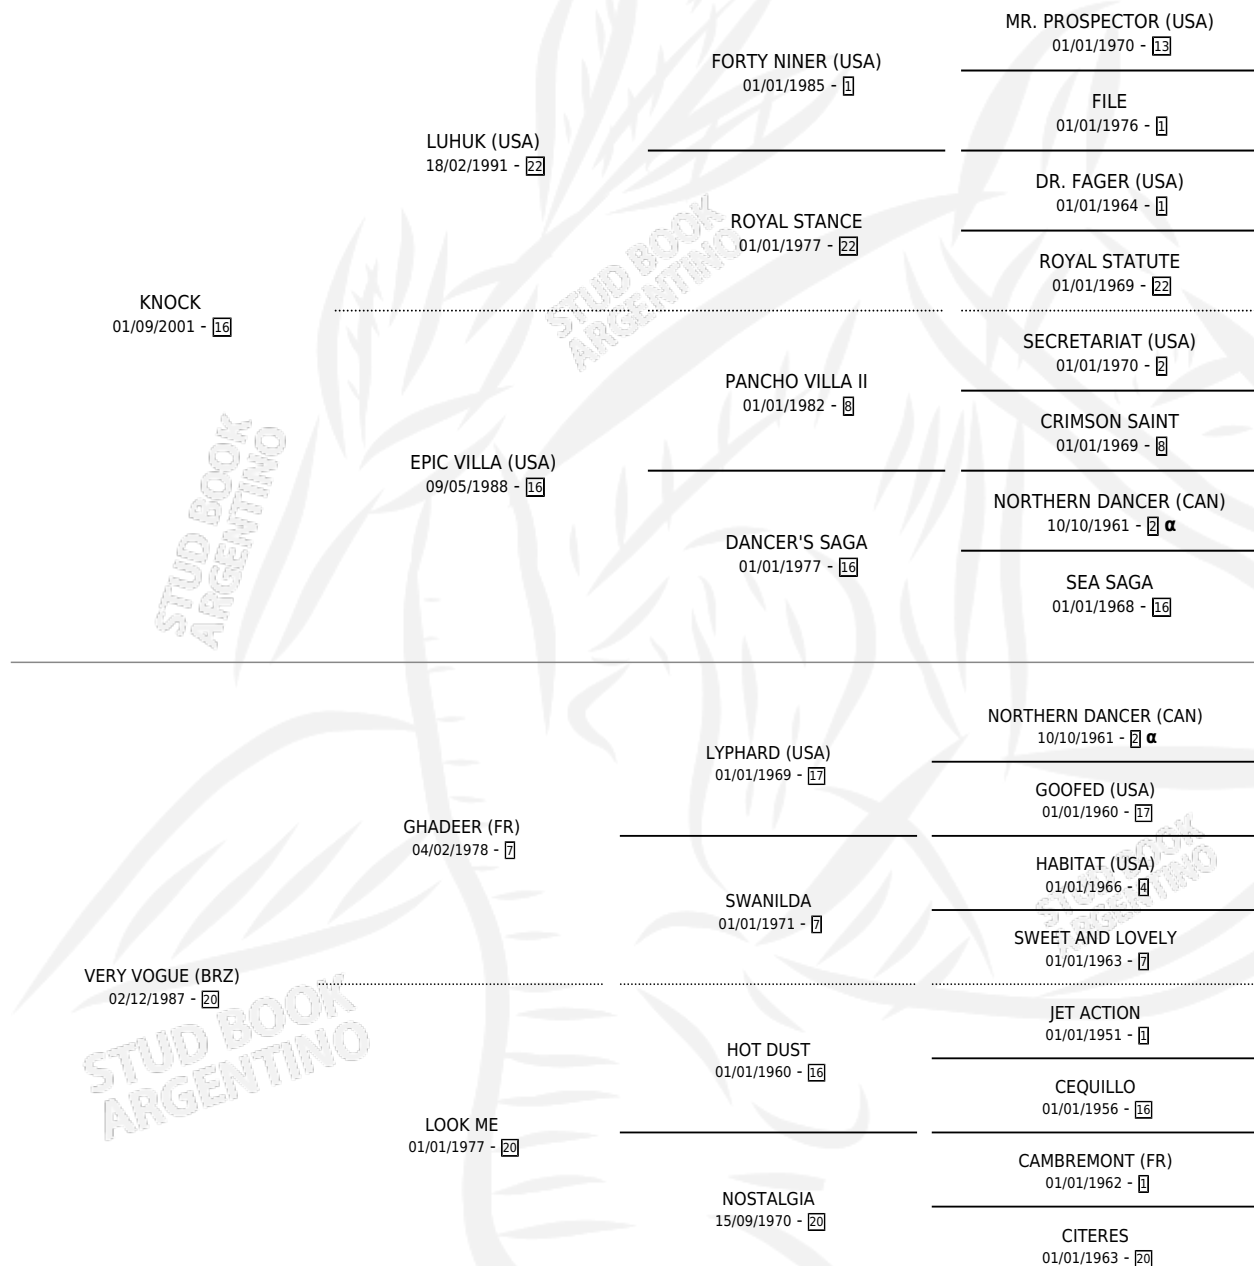 MR. PROSPECTOR (USA)
01/01/1970 - 13
FORTY NINER (USA)
01/01/1985 - 1
FILE
01/01/1976 - 1
LUHUK (USA)
18/02/1991 - 22
DR. FAGER (USA)
01/01/1964 - 1
ROYAL STANCE
01/01/1977 - 22
ROYAL STATUTE
01/01/1969 - 22
KNOCK
01/09/2001 - 16
SECRETARIAT (USA)
01/01/1970 - 2
PANCHO VILLA II
01/01/1982 - 8
CRIMSON SAINT
01/01/1969 - 8
EPIC VILLA (USA)
09/05/1988 - 16
NORTHERN DANCER (CAN)
10/10/1961 - 2 α
DANCER'S SAGA
01/01/1977 - 16
SEA SAGA
01/01/1968 - 16
STUD BOOK
ARGENTINO
STUD BOOK
ARGENTINO
NORTHERN DANCER (CAN)
10/10/1961 - 2 α
LYPHARD (USA)
01/01/1969 - 17
GOOFED (USA)
01/01/1960 - 17
GHADEER (FR)
04/02/1978 - 7
HABITAT (USA)
01/01/1966 - 4
SWANILDA
01/01/1971 - 7
SWEET AND LOVELY
01/01/1963 - 7
VERY VOGUE (BRZ)
02/12/1987 - 20
JET ACTION
01/01/1951 - 1
HOT DUST
01/01/1960 - 16
CEQUILLO
01/01/1956 - 16
LOOK ME
01/01/1977 - 20
CAMBREMONT (FR)
01/01/1962 - 1
NOSTALGIA
15/09/1970 - 20
CITERES
01/01/1963 - 20
STUD BOOK
ARGENTINO
STUD BOOK
ARGENTINO